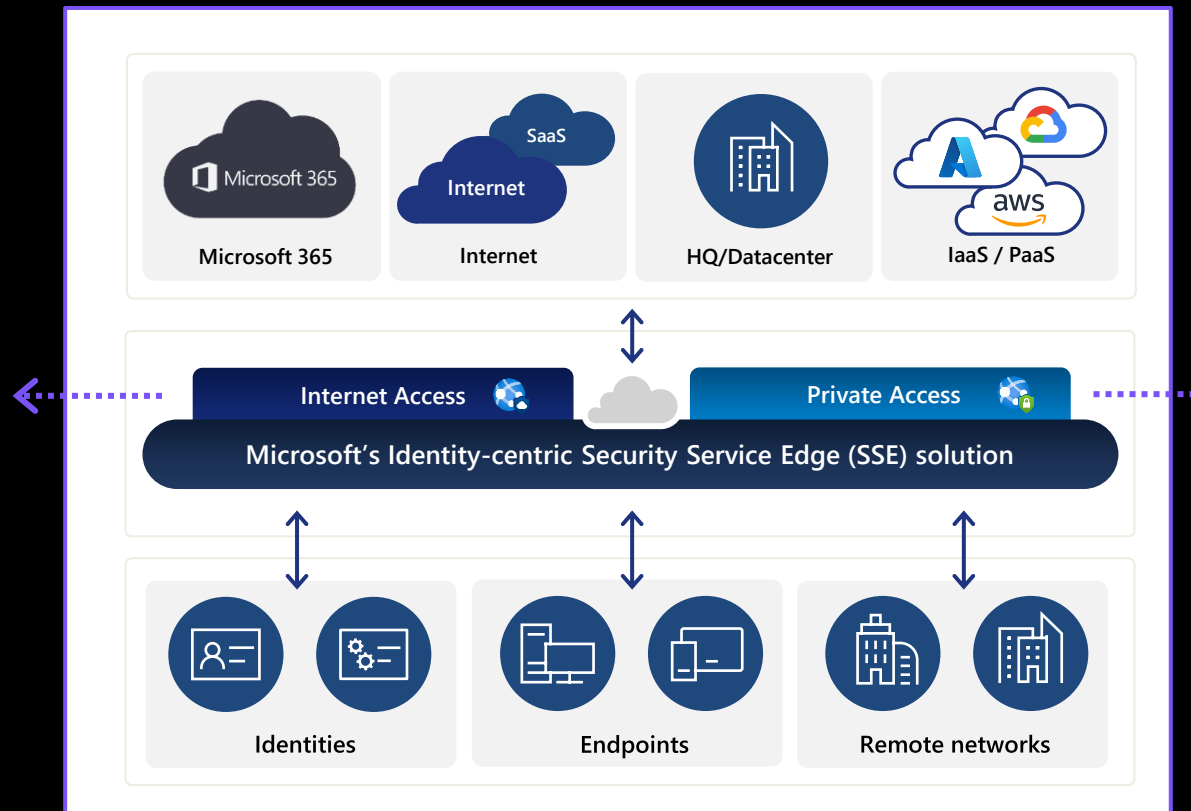 Microsoft 365
SaaS
Internet
aws
Microsoft 365
Internet
HQ/Datacenter
IaaS / PaaS
Internet Access
Private Access
Microsoft’s Identity-centric Security Service Edge (SSE) solution
Identities
Endpoints
Remote networks